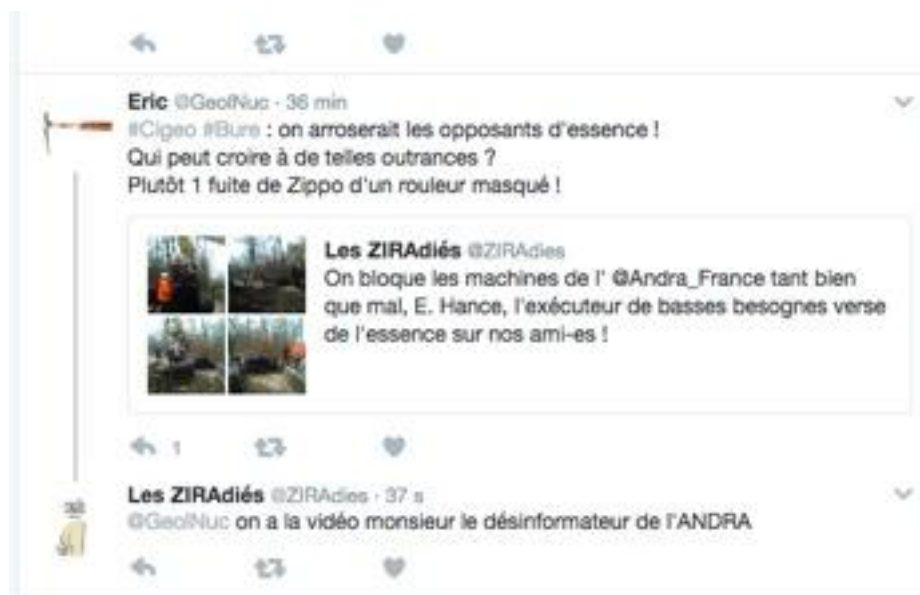 Eric @GeolNuc · 36 min
#Cigeo #Bure : on arroserait les opposants d'essence !
Qui peut croire à de telles outrances ?
Plutôt 1 fuite de Zippo d'un rouleur masqué !
Les ZIRAdiés @ZIRAdies
On bloque les machines de l' @Andra_France tant bien
que mal, E. Hance, l'exécuteur de basses besognes verse
de l'essence sur nos ami-es !
1
Les ZIRAdiés @ZIRAdies · 37 s
@GeolNuc on a la vidéo monsieur le désinformateur de l'ANDRA